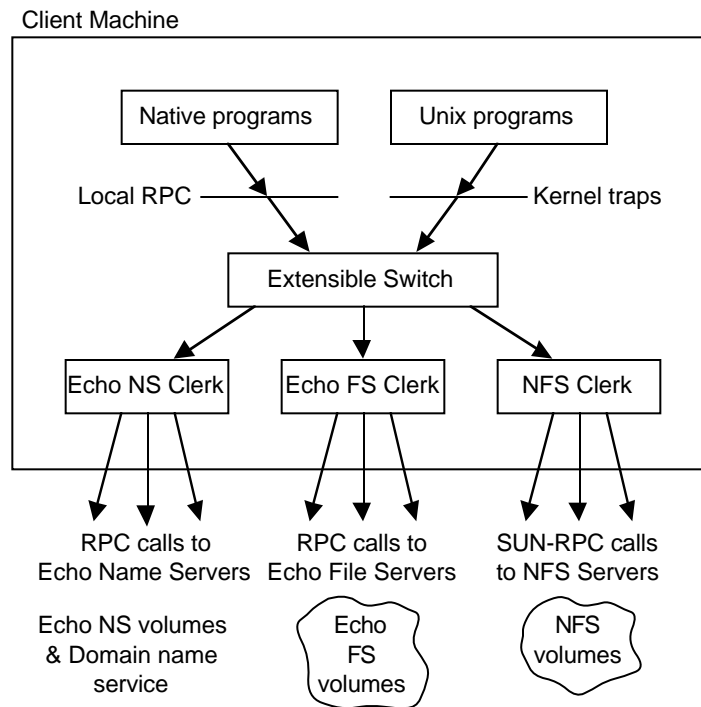 Client Machine
Native programs
Unix programs
Local RPC
Kernel traps
Extensible Switch
Echo NS Clerk
Echo FS Clerk
NFS Clerk
RPC calls to
Echo Name Servers
RPC calls to
Echo File Servers
SUN-RPC calls
to NFS Servers
Echo NS volumes
& Domain name
service
Echo
FS
volumes
NFS
volumes